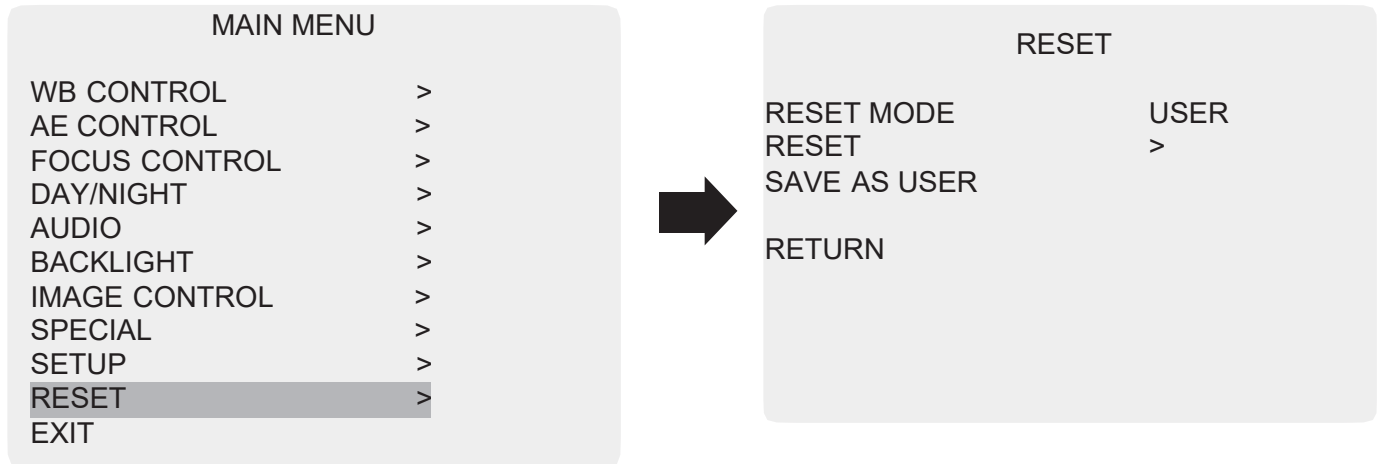 MAIN MENU
WB CONTROL >
AE CONTROL >
FOCUS CONTROL >
DAY/NIGHT >
AUDIO >
BACKLIGHT >
IMAGE CONTROL >
SPECIAL >
SETUP >
RESET >
EXIT
RESET
RESET MODE USER
RESET >
SAVE AS USER
RETURN